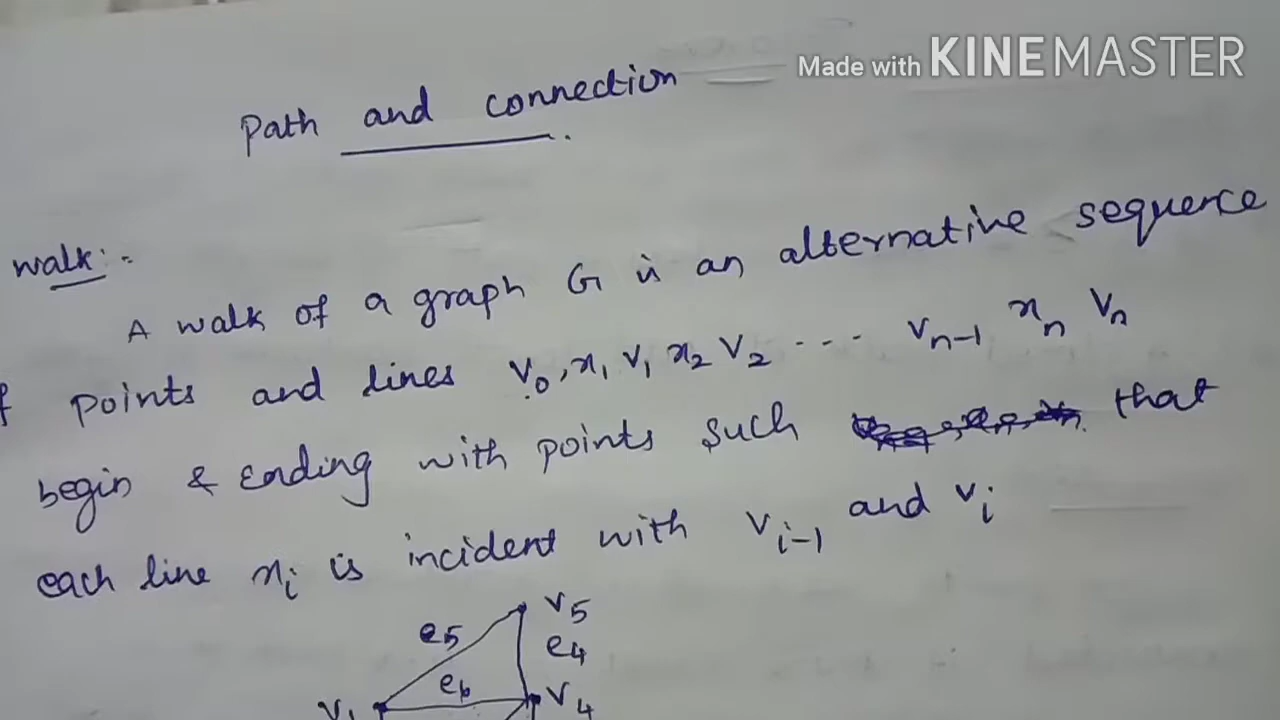 Made with KINEMASTER
Path and connection
walk:-
A walk of a graph G is an alternative sequence
points and lines v₀, x₁ v₁ x₂ v₂ ... vₙ₋₁ xₙ vₙ
begin & Ending with points such that
each line xᵢ is incident with vᵢ₋₁ and vᵢ
e₅ v₅
e₄
e₆ v₄
v₁